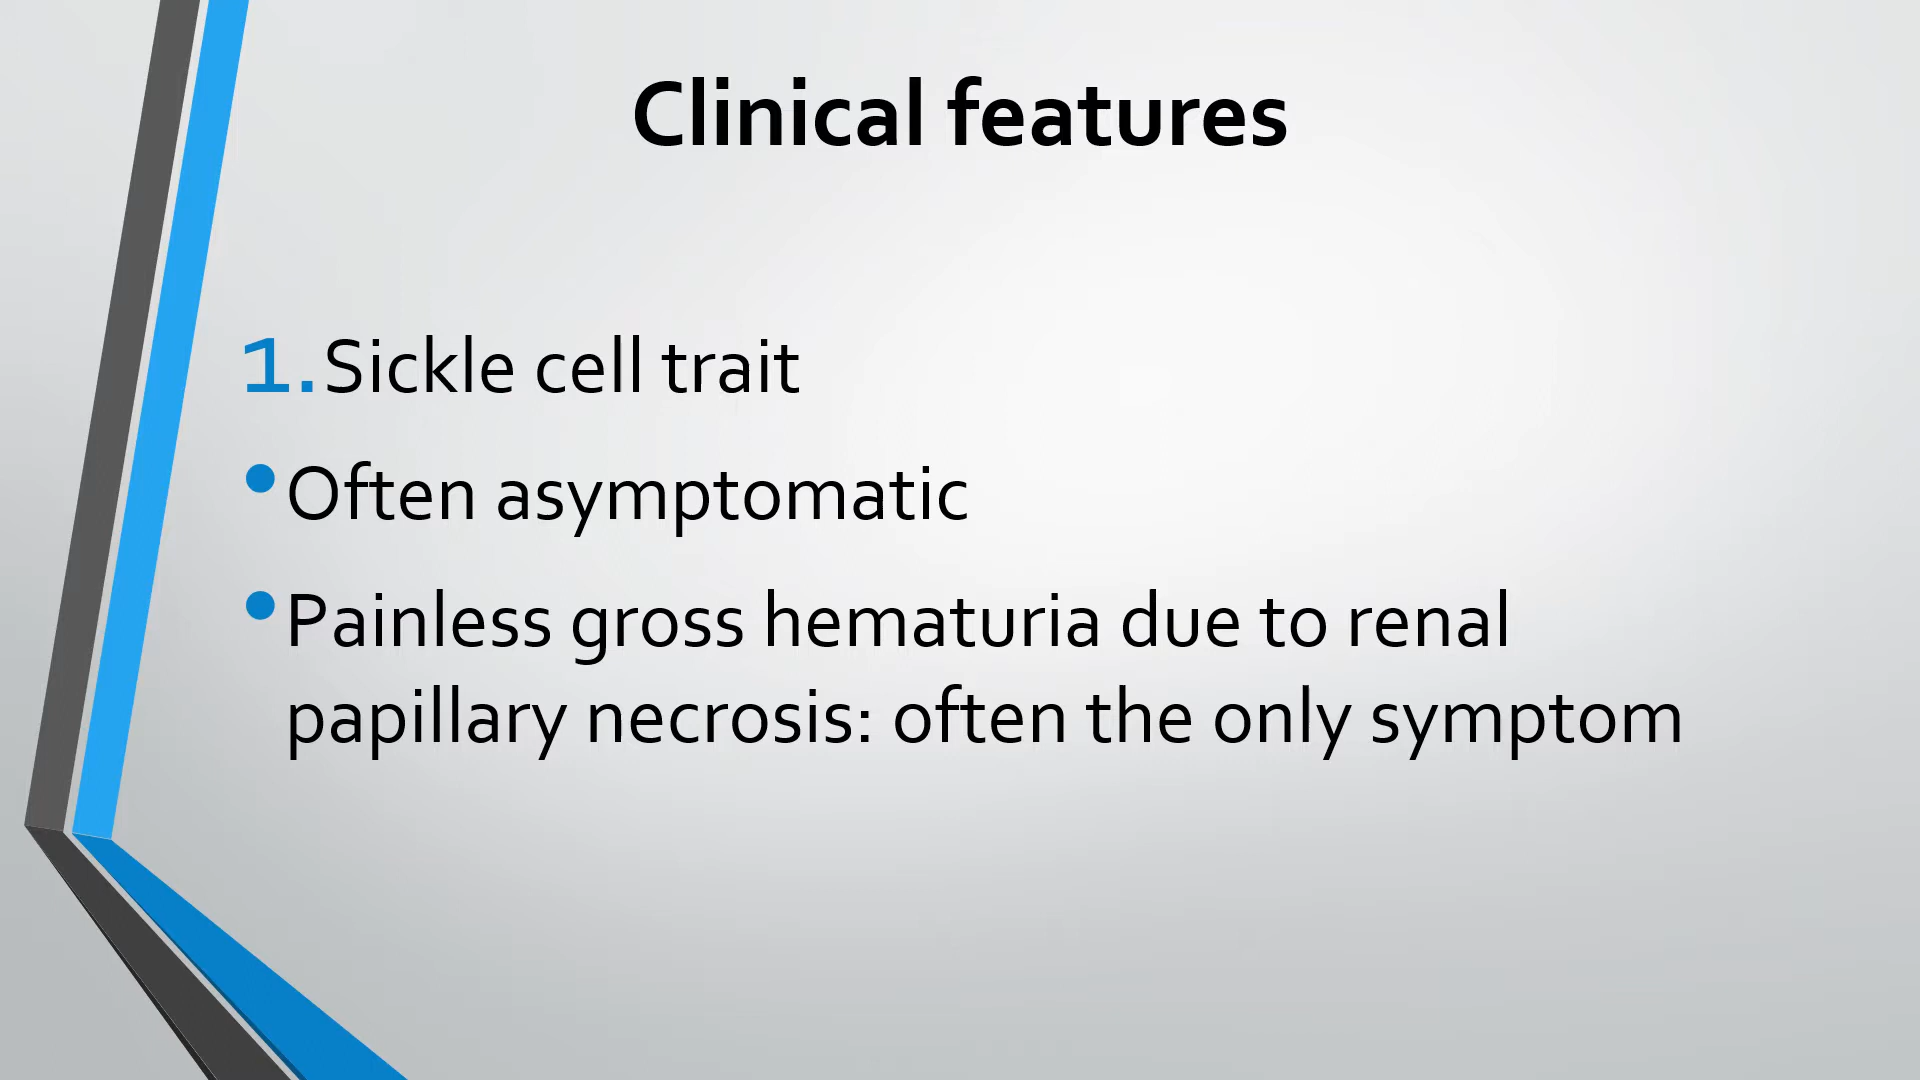 Clinical features
1. Sickle cell trait
• Often asymptomatic
• Painless gross hematuria due to renal
papillary necrosis: often the only symptom